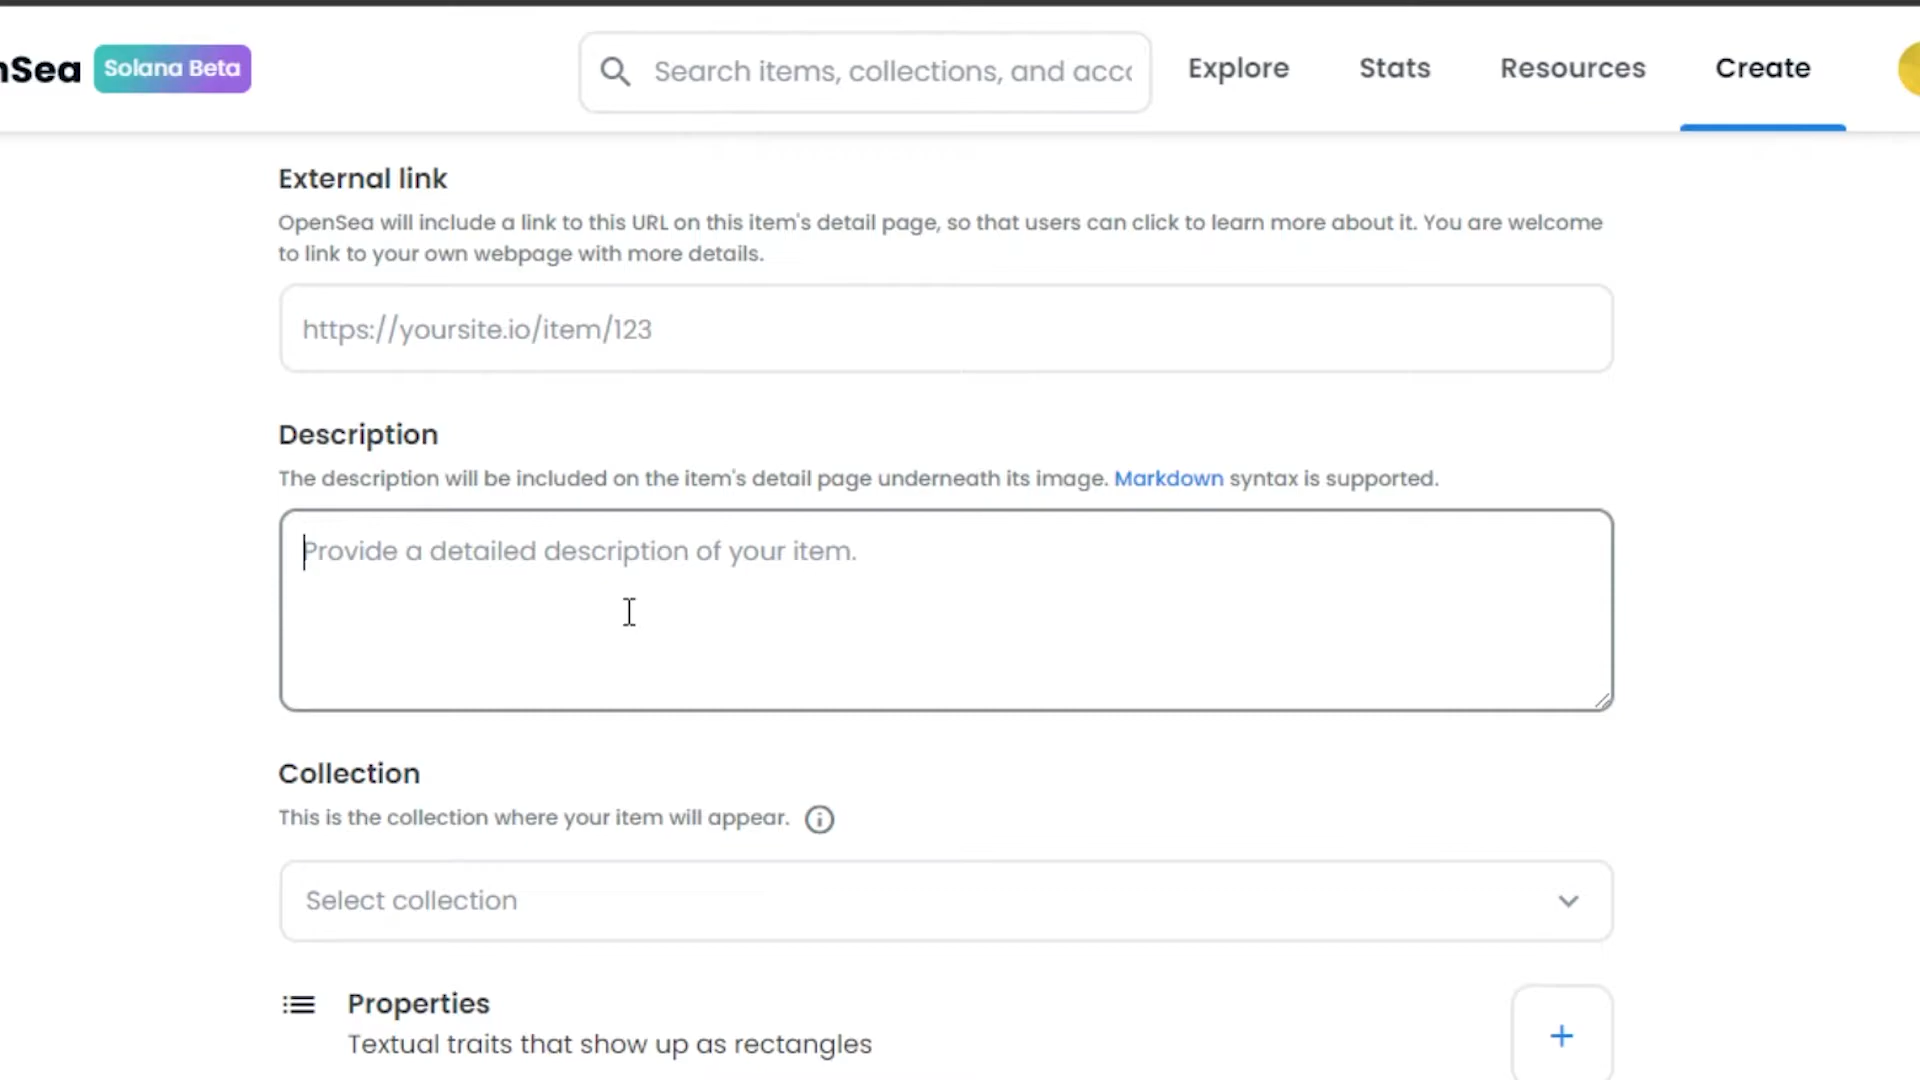 nSea Solana Beta Search items, collections, and acc Explore Stats Resources Create
External link
OpenSea will include a link to this URL on this item's detail page, so that users can click to learn more about it. You are welcome
to link to your own webpage with more details.
https://yoursite.io/item/123
Description
The description will be included on the item's detail page underneath its image. Markdown syntax is supported.
Provide a detailed description of your item.
Collection
This is the collection where your item will appear.
Select collection
Properties
Textual traits that show up as rectangles